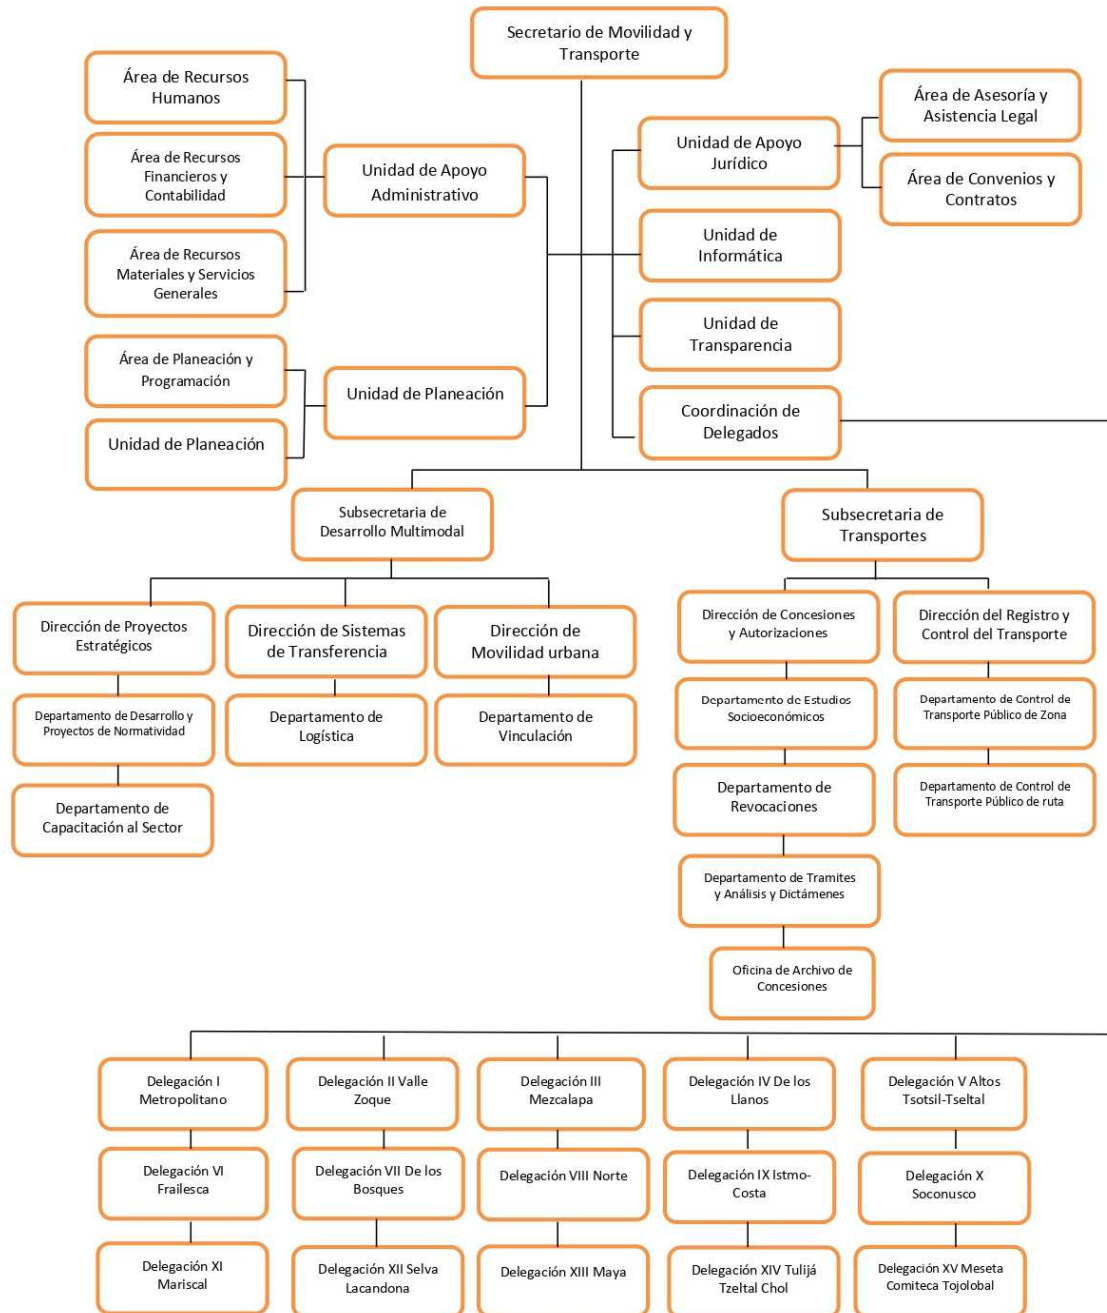 Secretario de Movilidad y
Transporte
Área de Recursos
Humanos
Área de Recursos
Financieros y
Contabilidad
Área de Recursos
Materiales y Servicios
Generales
Unidad de Apoyo
Administrativo
Área de Planeación y
Programación
Unidad de Planeación
Unidad de Planeación
Unidad de Apoyo
Jurídico
Área de Asesoría y
Asistencia Legal
Área de Convenios y
Contratos
Unidad de
Informática
Unidad de
Transparencia
Coordinación de
Delegados
Subsecretaria de
Desarrollo Multimodal
Subsecretaria de
Transportes
Dirección de Proyectos
Estratégicos
Dirección de Sistemas
de Transferencia
Dirección de
Movilidad urbana
Dirección de Concesiones
y Autorizaciones
Dirección del Registro y
Control del Transporte
Departamento de Desarrollo y
Proyectos de Normatividad
Departamento de
Logística
Departamento de
Vinculación
Departamento de Estudios
Socioeconómicos
Departamento de Control de
Transporte Público de Zona
Departamento de
Capacitación al Sector
Departamento de
Revocaciones
Departamento de Control de
Transporte Público de ruta
Departamento de Tramites
y Análisis y Dictámenes
Oficina de Archivo de
Concesiones
Delegación I
Metropolitano
Delegación II Valle
Zoque
Delegación III
Mezcalapa
Delegación IV De los
Llanos
Delegación V Altos
Tsotsil-Tseltal
Delegación VI
Frailesca
Delegación VII De los
Bosques
Delegación VIII Norte
Delegación IX Istmo-
Costa
Delegación X
Soconusco
Delegación XI
Mariscal
Delegación XII Selva
Lacandona
Delegación XIII Maya
Delegación XIV Tulijá
Tzeltal Chol
Delegación XV Meseta
Comiteca Tojolobal